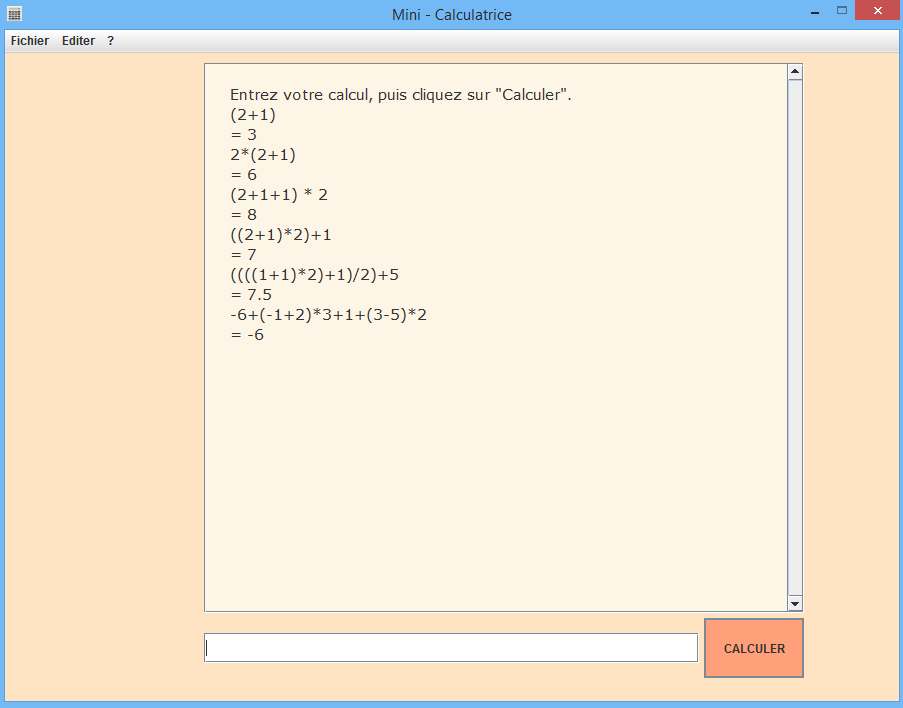 Mini - Calculatrice
Fichier Editer ?
Entrez votre calcul, puis cliquez sur "Calculer".
(2+1)
= 3
2*(2+1)
= 6
(2+1+1) * 2
= 8
((2+1)*2)+1
= 7
((((1+1)*2)+1)/2)+5
= 7.5
-6+(-1+2)*3+1+(3-5)*2
= -6
CALCULER